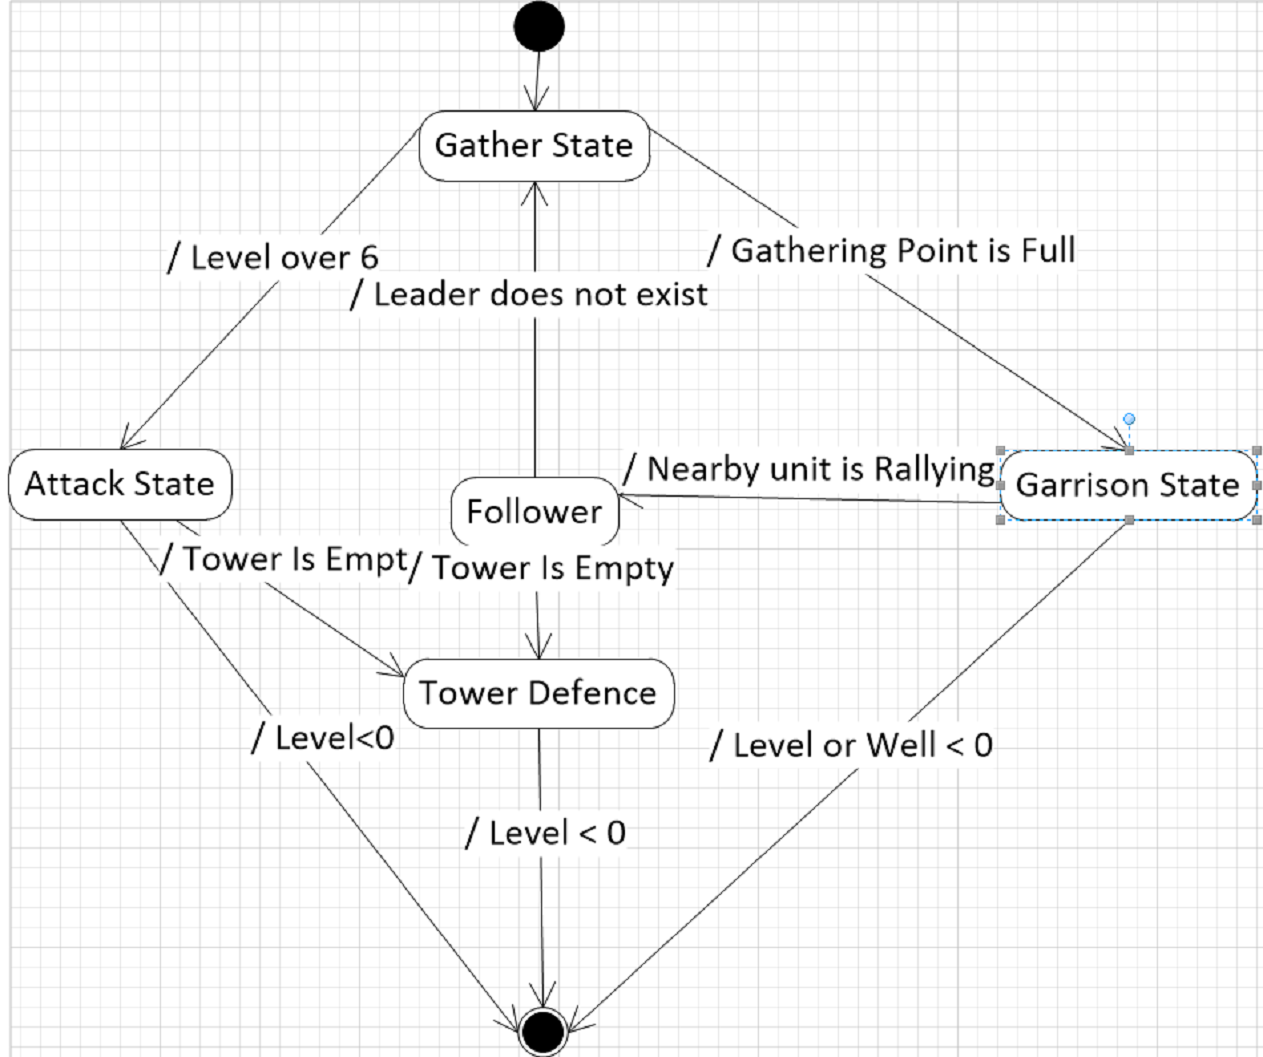 Gather State
/ Level over 6
/ Gathering Point is Full
/ Leader does not exist
/ Nearby unit is Rallying
Attack State
Garrison State
Follower
/ Tower Is Empt
/ Tower Is Empty
Tower Defence
/ Level<0
/ Level or Well < 0
/ Level < 0